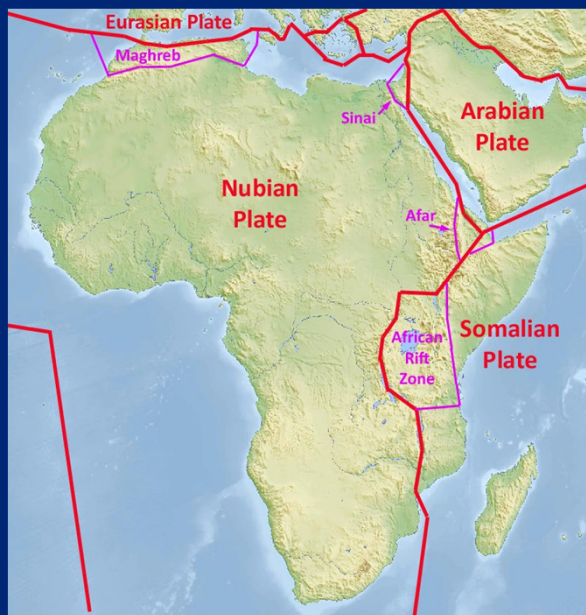 Eurasian Plate
Maghreb
Sinai
Arabian
Plate
Nubian
Plate
Afar
African
Rift
Zone
Somalian
Plate